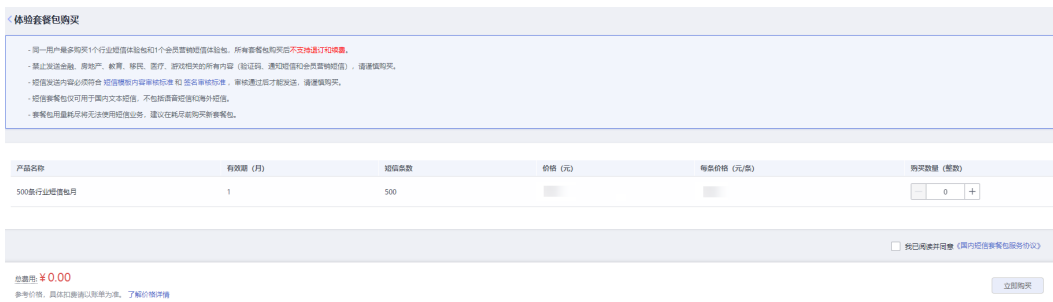 体验套餐包购买
- 同一用户最多购买1个行业短信体验包和1个会员营销短信体验包，所有套餐包购买后不支持退订和续费。
- 禁止发送金融、房地产、教育、移民、医疗、游戏相关的所有内容（验证码、通知短信和会员营销短信），请谨慎购买。
- 短信发送内容必须符合 短信模板内容审核标准 和 签名审核标准 ，审核通过后才能发送，请谨慎购买。
- 短信套餐包仅可用于国内文本短信，不包括语音短信和海外短信。
- 套餐包用量耗尽将无法使用短信业务，建议在耗尽前购买新套餐包。
产品名称 有效期（月） 短信条数 价格（元） 每条价格（元/条） 购买数量（整数）
500条行业短信包月 1 500 0
我已阅读并同意《国内短信套餐包服务协议》
总费用: ¥0.00
参考价格，具体扣费请以账单为准。 了解价格详情
立即购买